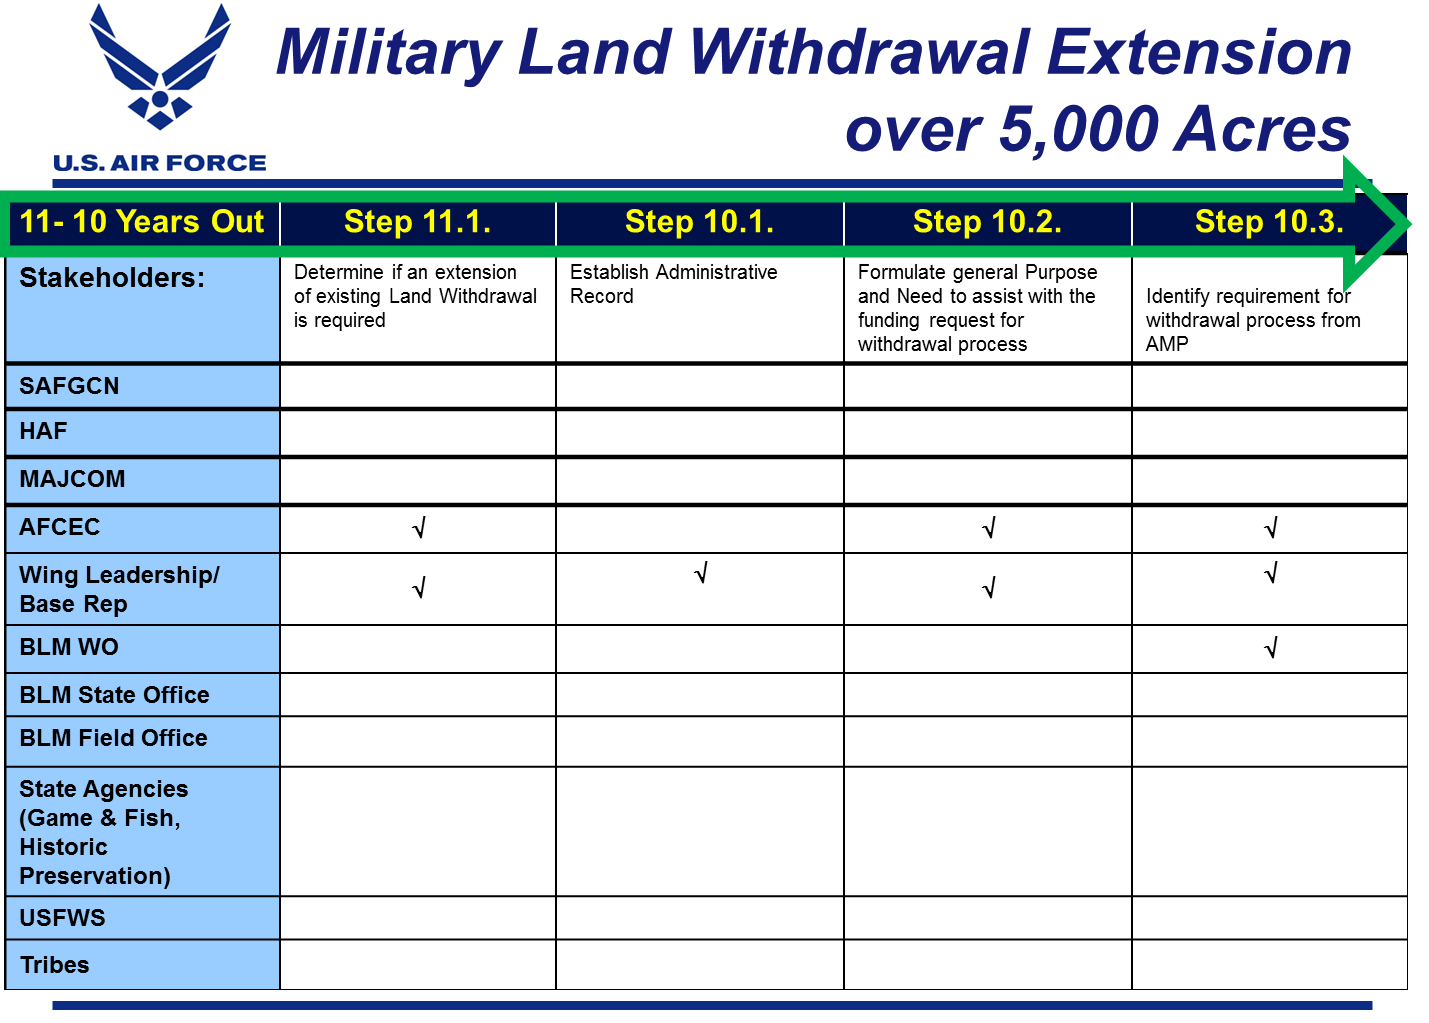 Military Land Withdrawal Extension
over 5,000 Acres
U.S. AIR FORCE
11- 10 Years Out
Step 11.1.
Step 10.1.
Step 10.2.
Step 10.3.
Stakeholders:
Determine if an extension
of existing Land Withdrawal
is required
Establish Administrative
Record
Formulate general Purpose
and Need to assist with the
funding request for
withdrawal process
Identify requirement for
withdrawal process from
AMP
SAFGCN
HAF
MAJCOM
AFCEC
√
√
√
Wing Leadership/
Base Rep
√
√
√
√
BLM WO
√
BLM State Office
BLM Field Office
State Agencies
(Game & Fish,
Historic
Preservation)
USFWS
Tribes